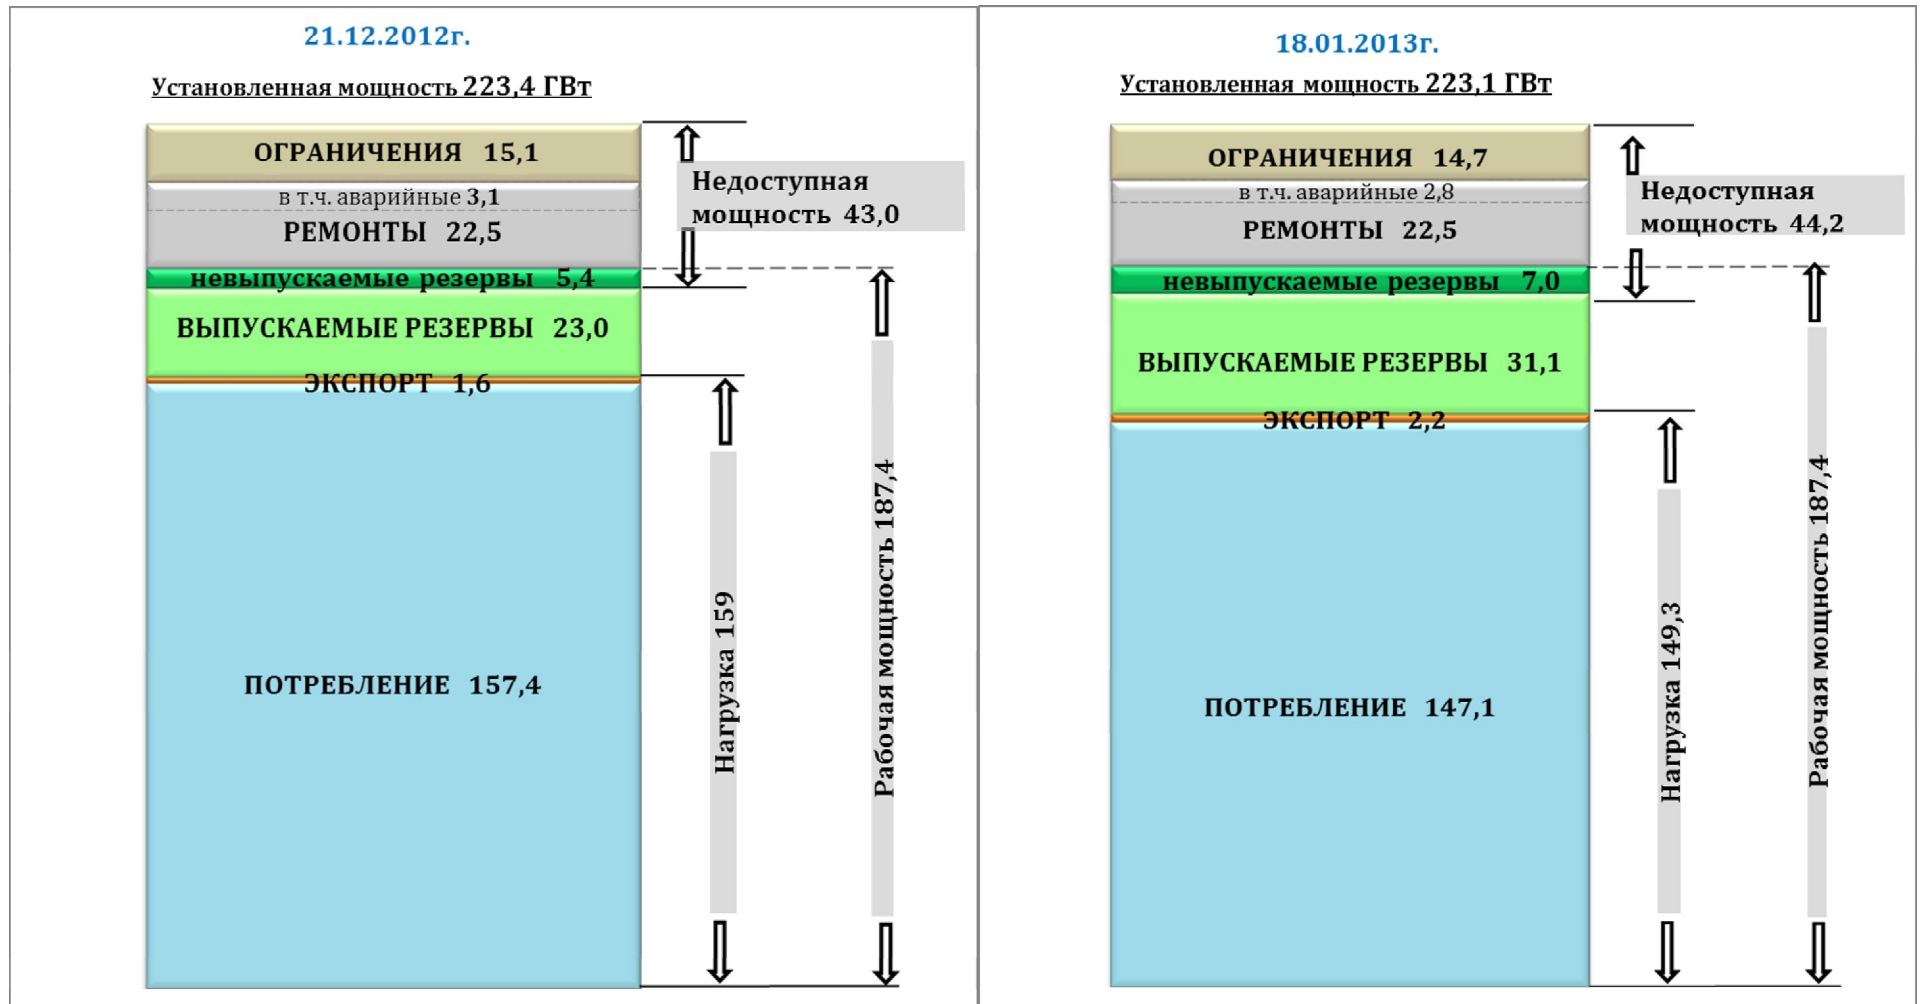 21.12.2012г.
Установленная мощность 223,4 ГВт
ОГРАНИЧЕНИЯ 15,1
в т.ч. аварийные 3,1
РЕМОНТЫ 22,5
невыпускаемые резервы 5,4
ВЫПУСКАЕМЫЕ РЕЗЕРВЫ 23,0
ЭКСПОРТ 1,6
ПОТРЕБЛЕНИЕ 157,4
Недоступная
мощность 43,0
Нагрузка 159
Рабочая мощность 187,4
18.01.2013г.
Установленная мощность 223,1 ГВт
ОГРАНИЧЕНИЯ 14,7
в т.ч. аварийные 2,8
РЕМОНТЫ 22,5
невыпускаемые резервы 7,0
ВЫПУСКАЕМЫЕ РЕЗЕРВЫ 31,1
ЭКСПОРТ 2,2
ПОТРЕБЛЕНИЕ 147,1
Недоступная
мощность 44,2
Нагрузка 149,3
Рабочая мощность 187,4